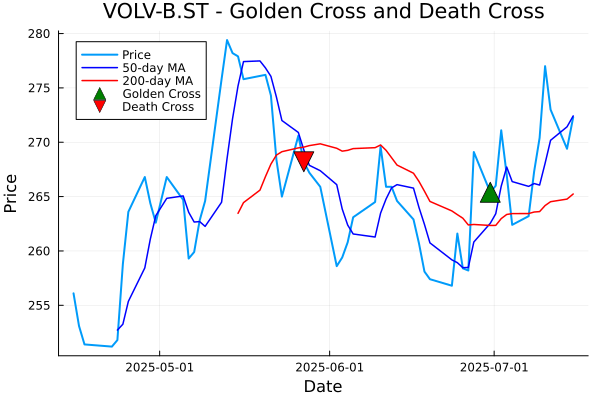 VOLV-B.ST - Golden Cross and Death Cross
280
275
270
265
260
255
Price
Price
50-day MA
200-day MA
Golden Cross
Death Cross
2025-05-01
2025-06-01
2025-07-01
Date